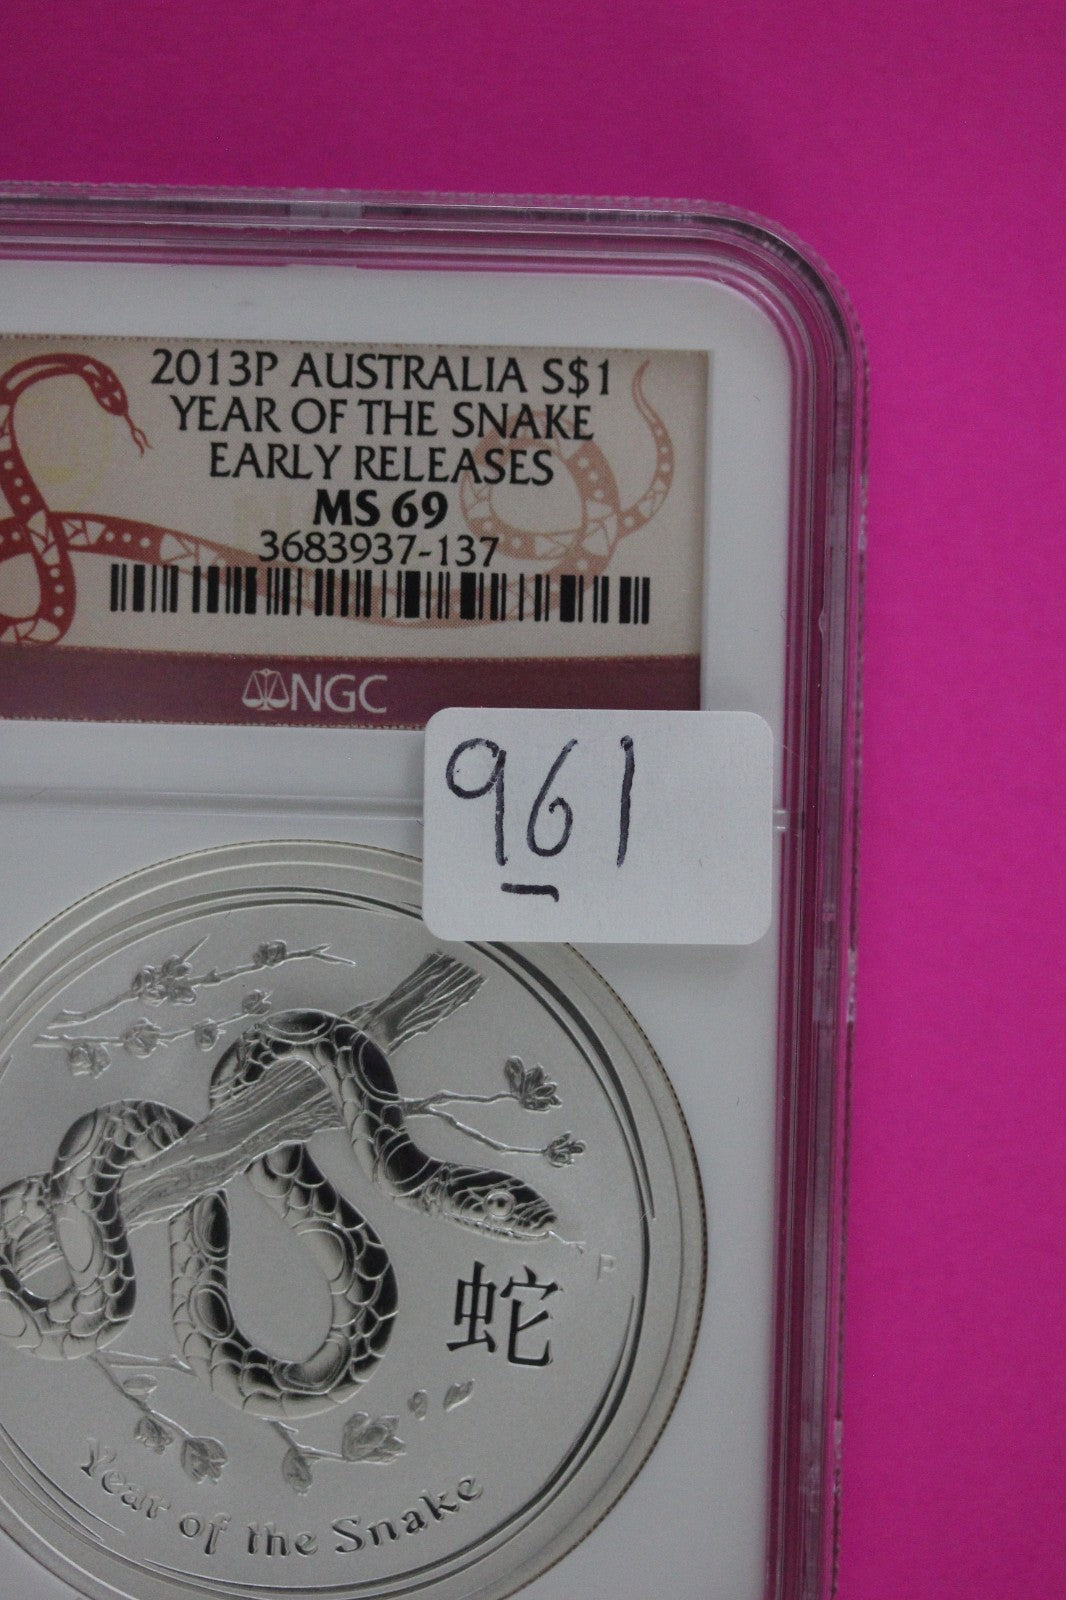 2013P AUSTRALIA S$1
YEAR OF THE SNAKE
EARLY RELEASES
MS 69
3683937-137
NGC
961
P
蛇
Year of the Snake